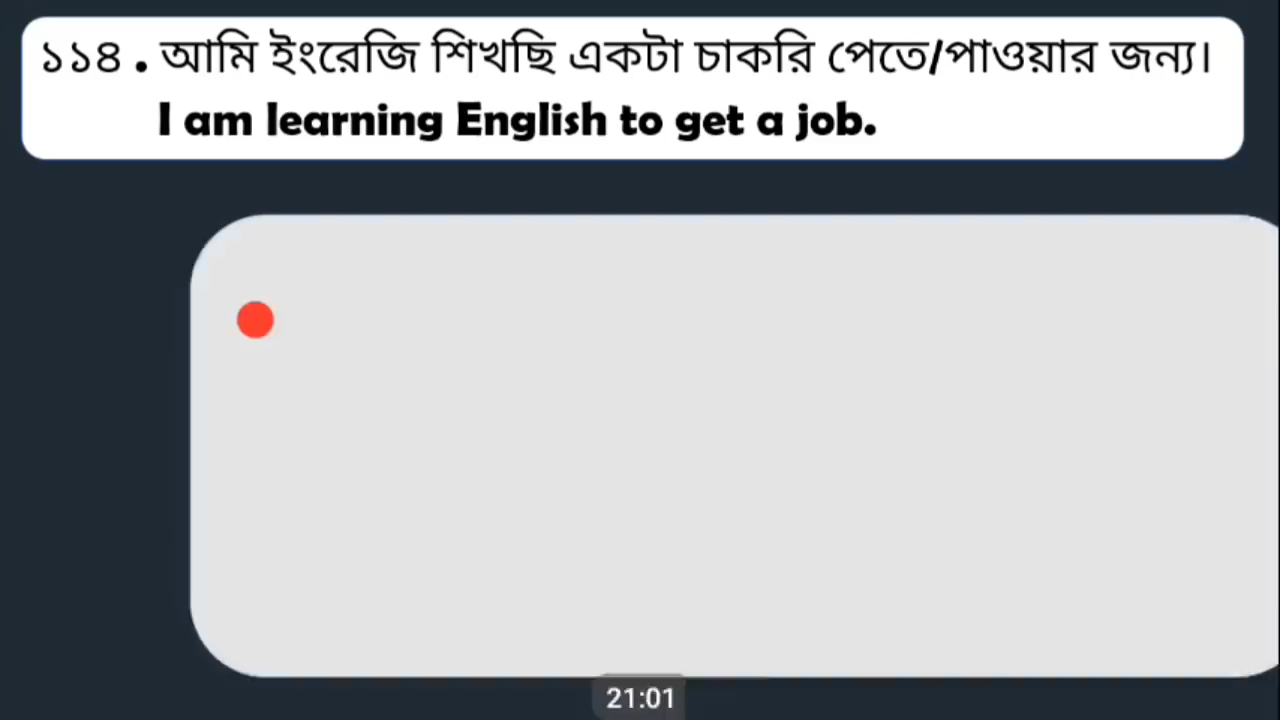 ১১৪. আমি ইংরেজি শিখছি একটা চাকরি পেতে/পাওয়ার জন্য।
I am learning English to get a job.
21:01